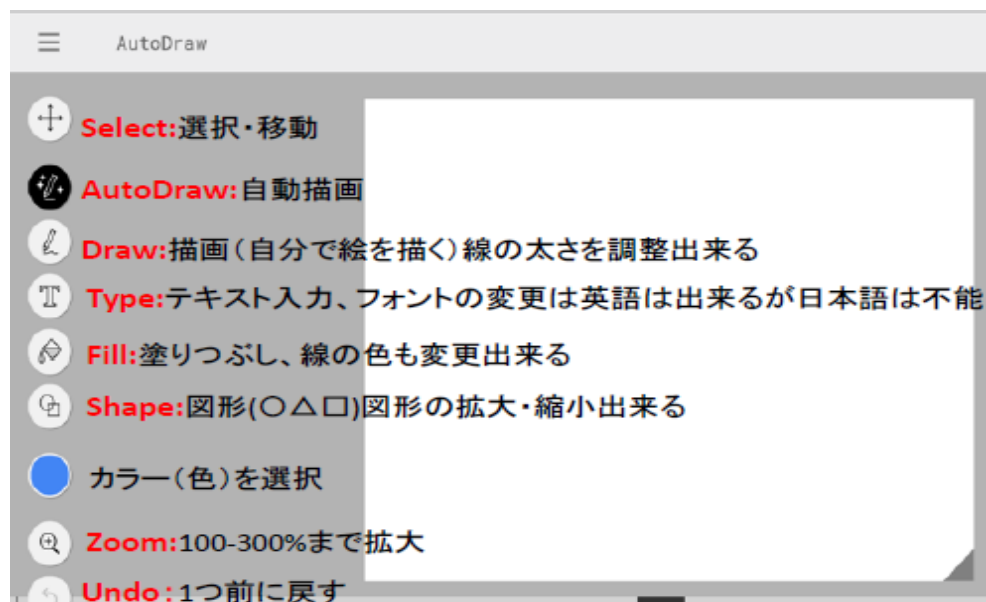 AutoDraw
Select:選択・移動
AutoDraw:自動描画
Draw:描画(自分で絵を描く)線の太さを調整出来る
Type:テキスト入力、フォントの変更は英語は出来るが日本語は不能
Fill:塗りつぶし、線の色も変更出来る
Shape:図形(〇△□)図形の拡大・縮小出来る
カラー(色)を選択
Zoom:100-300%まで拡大
Undo:1つ前に戻す